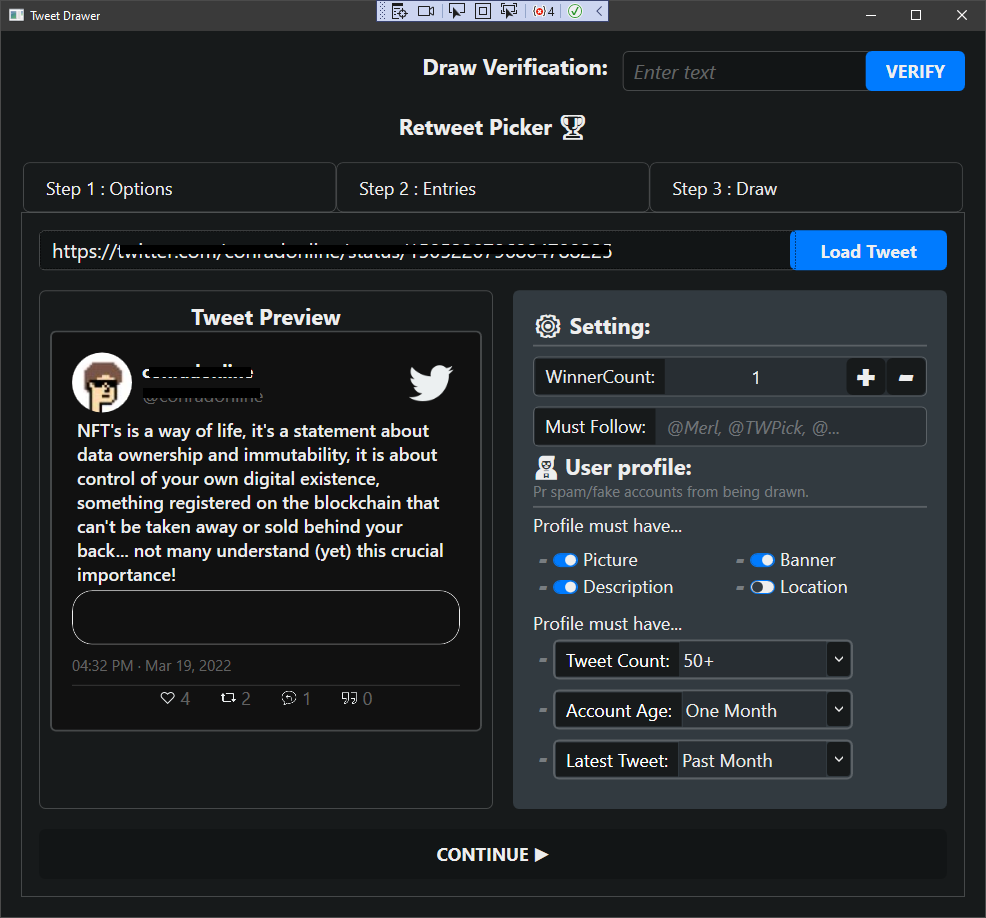 Tweet Drawer
4
Draw Verification:
Enter text
VERIFY
Retweet Picker
Step 1 : Options
Step 2 : Entries
Step 3 : Draw
https://
Load Tweet
Tweet Preview
NFT's is a way of life, it's a statement about
data ownership and immutability, it is about
control of your own digital existence,
something registered on the blockchain that
can't be taken away or sold behind your
back... not many understand (yet) this crucial
importance!
04:32 PM · Mar 19, 2022
4 2 1 0
Setting:
WinnerCount: 1
Must Follow: @Merl, @TWPick, @...
User profile:
Pr spam/fake accounts from being drawn.
Profile must have...
Picture
Banner
Description
Location
Profile must have...
Tweet Count: 50+
Account Age: One Month
Latest Tweet: Past Month
CONTINUE ▶